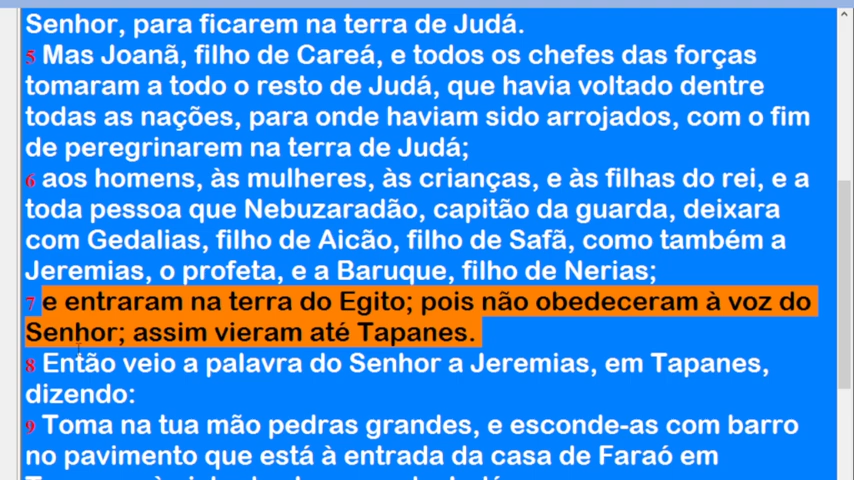 Senhor, para ficarem na terra de Judá.
5 Mas Joanã, filho de Careá, e todos os chefes das forças
tomaram a todo o resto de Judá, que havia voltado dentre
todas as nações, para onde haviam sido arrojados, com o fim
de peregrinarem na terra de Judá;
6 aos homens, às mulheres, às crianças, e às filhas do rei, e a
toda pessoa que Nebuzaradão, capitão da guarda, deixara
com Gedalias, filho de Aicão, filho de Safã, como também a
Jeremias, o profeta, e a Baruque, filho de Nerias;
7 e entraram na terra do Egito; pois não obedeceram à voz do
Senhor; assim vieram até Tapanes.
8 Então veio a palavra do Senhor a Jeremias, em Tapanes,
dizendo:
9 Toma na tua mão pedras grandes, e esconde-as com barro
no pavimento que está à entrada da casa de Faraó em